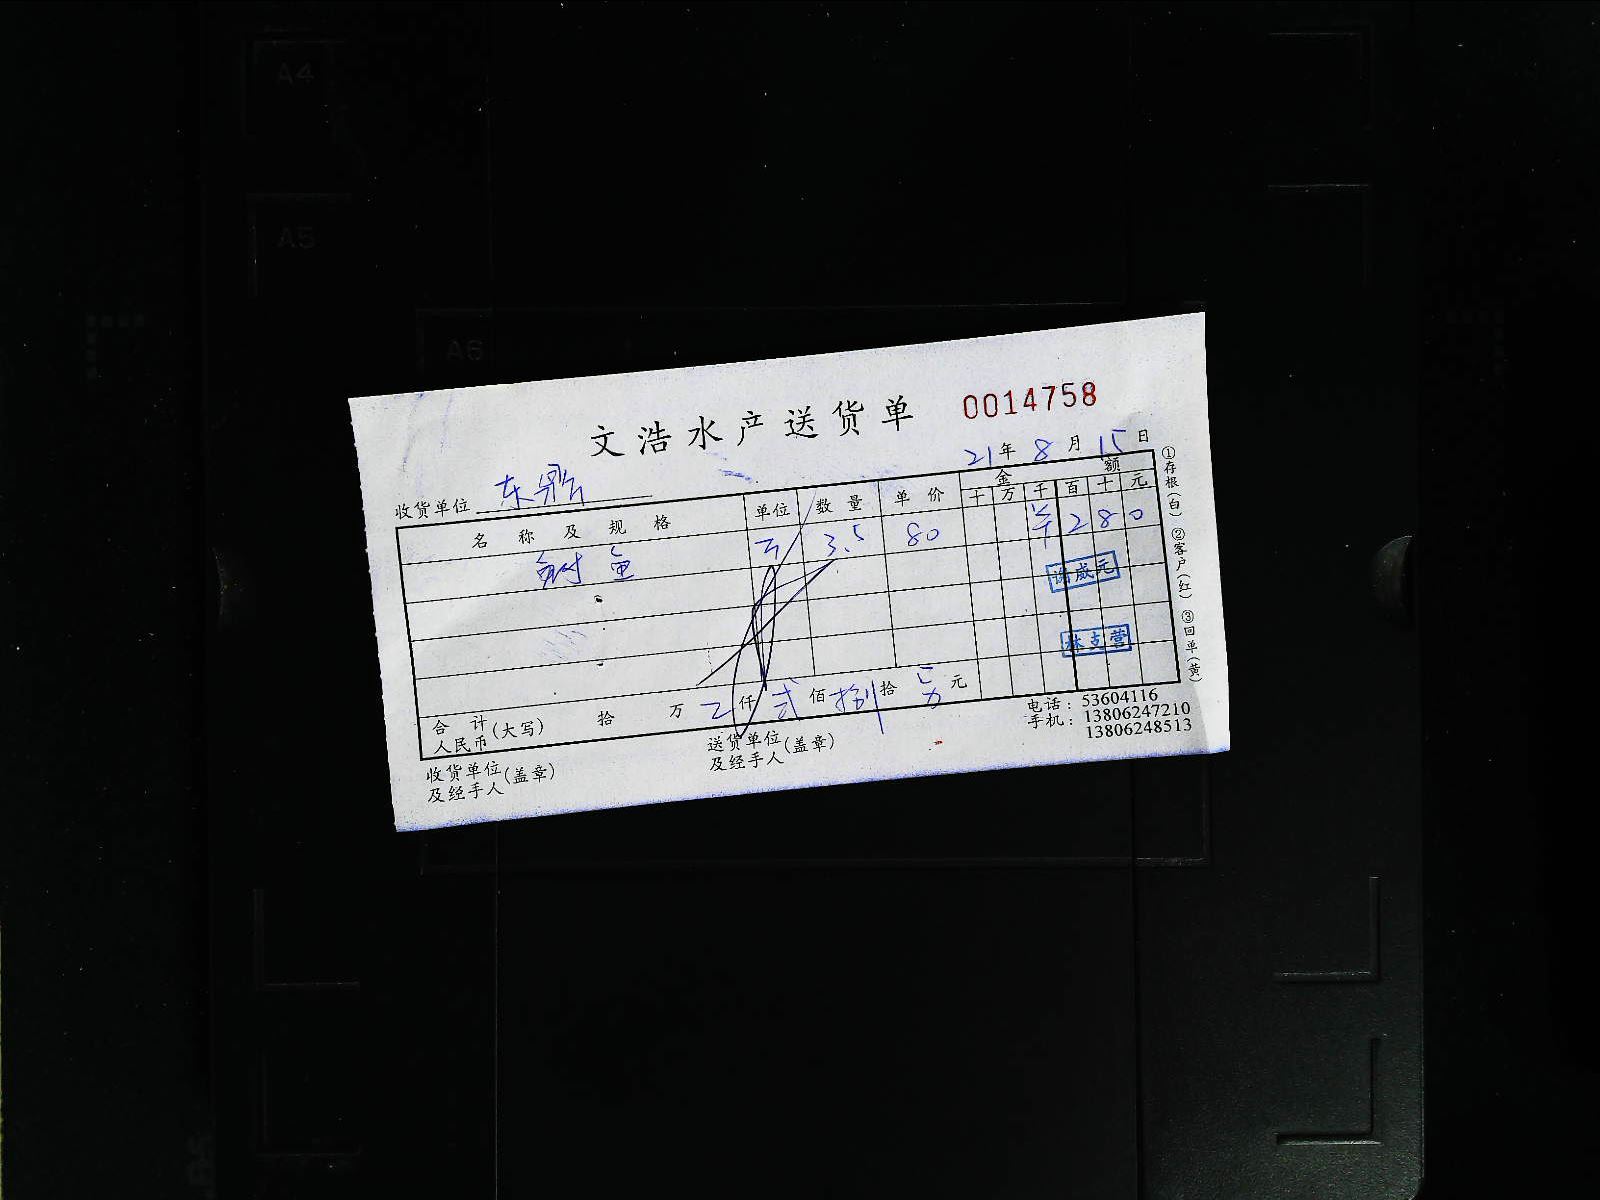 A4
A5
A6
文浩水产送货单 0014758
21年8月15日
收货单位 东鼎
名称及规格 单位 数量 单价 金额
十万千百十元
鲥鱼 3.5 80 ¥280
谢威元
林支营
合计人民币(大写) 拾 万 仟 贰 佰 捌 拾 元
收货单位及经手人(盖章)
送货单位及经手人(盖章)
电话：53604116
手机：13806247210
13806248513
①存根(白) ②客户(红) ③回单(黄)